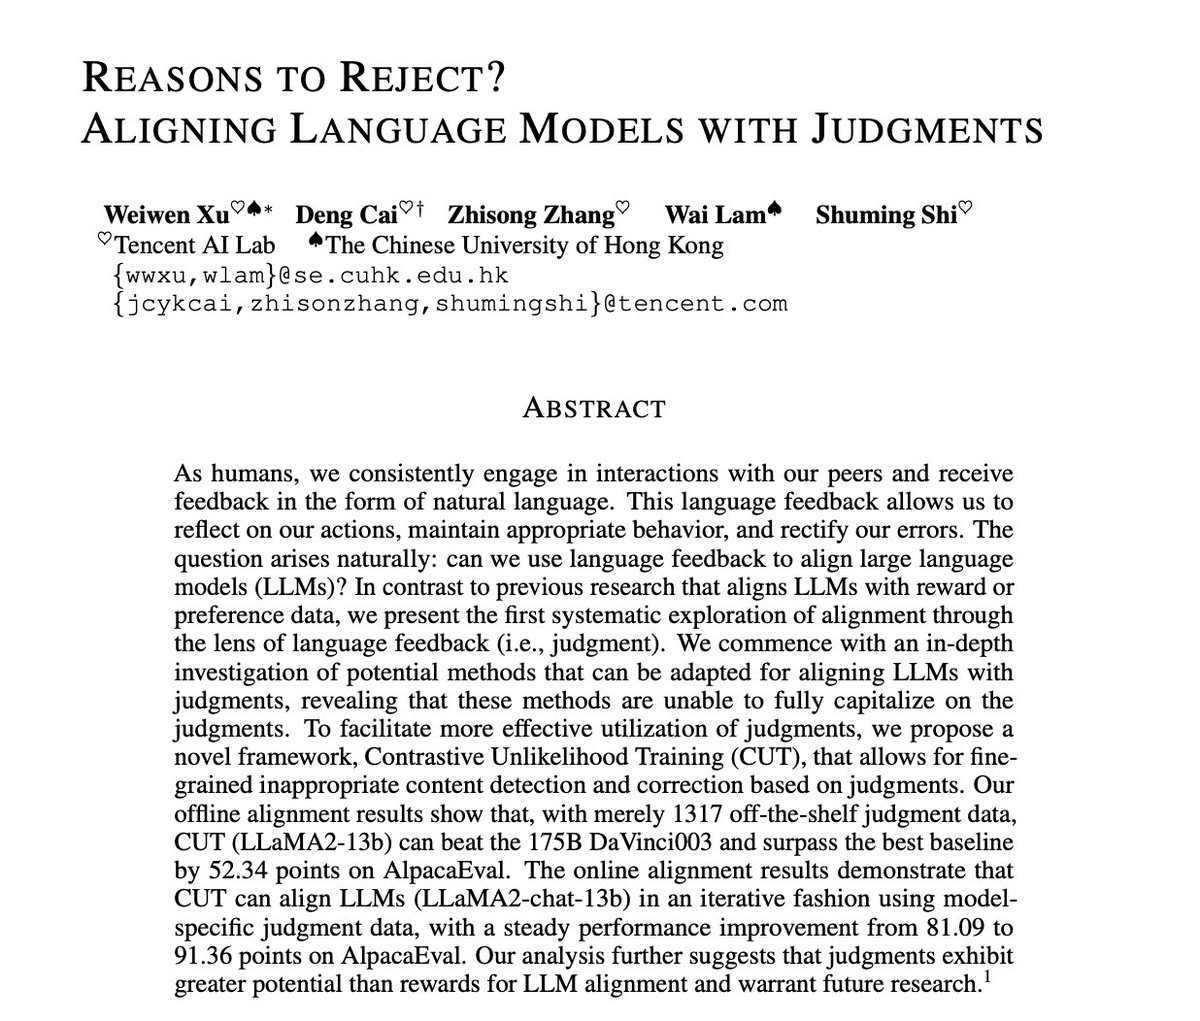 REASONS TO REJECT?
ALIGNING LANGUAGE MODELS WITH JUDGMENTS
Weiwen Xu♡♠* Deng Cai♡† Zhisong Zhang♡ Wai Lam♠ Shuming Shi♡
♡Tencent AI Lab ♠The Chinese University of Hong Kong
{wwxu,wlam}@se.cuhk.edu.hk
{jcykcai,zhisonzhang,shumingshi}@tencent.com
ABSTRACT
As humans, we consistently engage in interactions with our peers and receive
feedback in the form of natural language. This language feedback allows us to
reflect on our actions, maintain appropriate behavior, and rectify our errors. The
question arises naturally: can we use language feedback to align large language
models (LLMs)? In contrast to previous research that aligns LLMs with reward or
preference data, we present the first systematic exploration of alignment through
the lens of language feedback (i.e., judgment). We commence with an in-depth
investigation of potential methods that can be adapted for aligning LLMs with
judgments, revealing that these methods are unable to fully capitalize on the
judgments. To facilitate more effective utilization of judgments, we propose a
novel framework, Contrastive Unlikelihood Training (CUT), that allows for fine-
grained inappropriate content detection and correction based on judgments. Our
offline alignment results show that, with merely 1317 off-the-shelf judgment data,
CUT (LLaMA2-13b) can beat the 175B DaVinci003 and surpass the best baseline
by 52.34 points on AlpacaEval. The online alignment results demonstrate that
CUT can align LLMs (LLaMA2-chat-13b) in an iterative fashion using model-
specific judgment data, with a steady performance improvement from 81.09 to
91.36 points on AlpacaEval. Our analysis further suggests that judgments exhibit
greater potential than rewards for LLM alignment and warrant future research.1